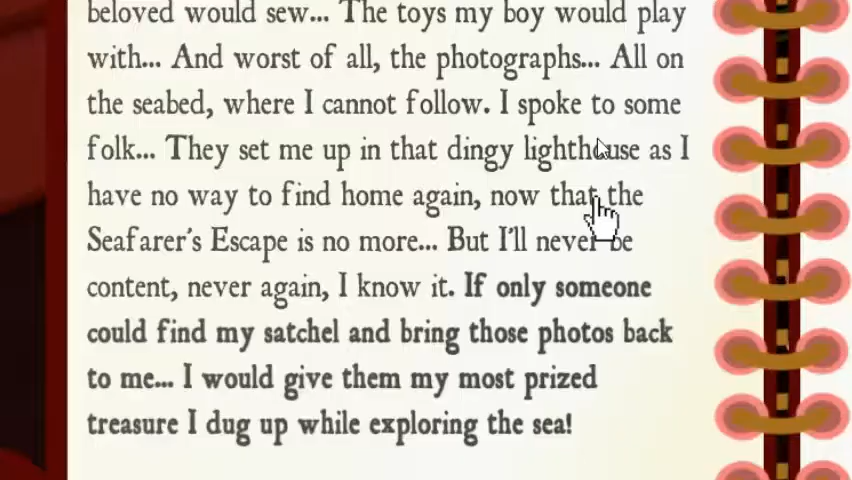 beloved would sew... The toys my boy would play
with... And worst of all, the photographs... All on
the seabed, where I cannot follow. I spoke to some
folk... They set me up in that dingy lighthouse as I
have no way to find home again, now that the
Seafarer's Escape is no more... But I'll never be
content, never again, I know it. If only someone
could find my satchel and bring those photos back
to me... I would give them my most prized
treasure I dug up while exploring the sea!